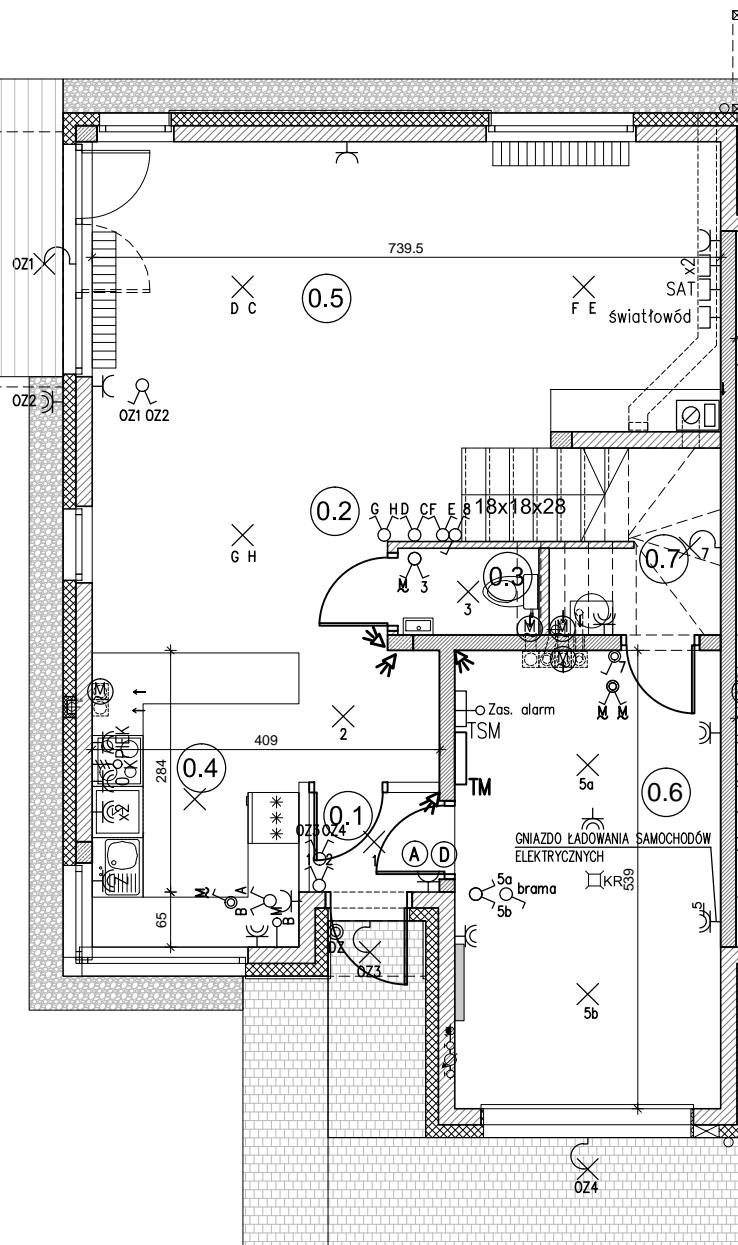 739.5
OZ1
x2
SAT
D C
0.5
F E
światłowód
OZ2
OZ1 OZ2
0.2
G H D C F E 8
18x18x28
G H
0.3
0.7
7
M 3
3
M M
M
7
M
M M
Zas. alarm
TSM
2
409
PIEK
284
0.4
x2
TM
5a
0.6
0.1
OZ3 OZ4
1 2
1
A D
GNIAZDO ŁADOWANIA SAMOCHODÓW
ELEKTRYCZNYCH
5a
brama
5b
KR
539
5
M A
B M
B
65
OZ
OZ3
5b
OZ4